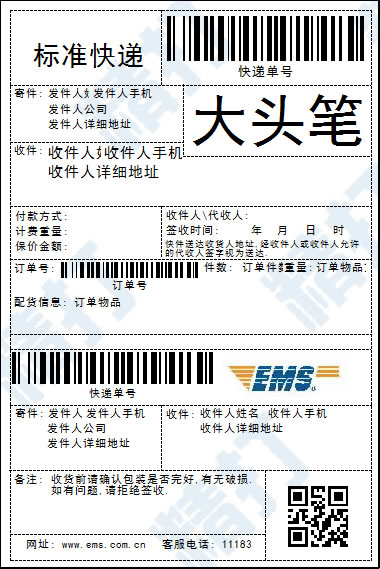 标准快递
快递单号
寄件: 发件人姓 发件人手机
发件人公司
发件人详细地址
大头笔
收件: 收件人姓 收件人手机
收件人详细地址
付款方式:
计费重量:
保价金额:
收件人\代收人:
签收时间: 年 月 日 时
快件送达收货人地址,经收件人或收件人允许
的代收人签字视为送达.
订单号: 件数: 订单件数 重量: 订单物品
订单号
配货信息: 订单物品
快递单号
EMS
寄件: 发件人 发件人手机
发件人公司
发件人详细地址
收件: 收件人姓名 收件人手机
收件人详细地址
备注: 收货前请确认包装是否完好,有无破损.
如有问题,请拒绝签收.
网址: www.ems.com.cn 客服电话: 11183
精打